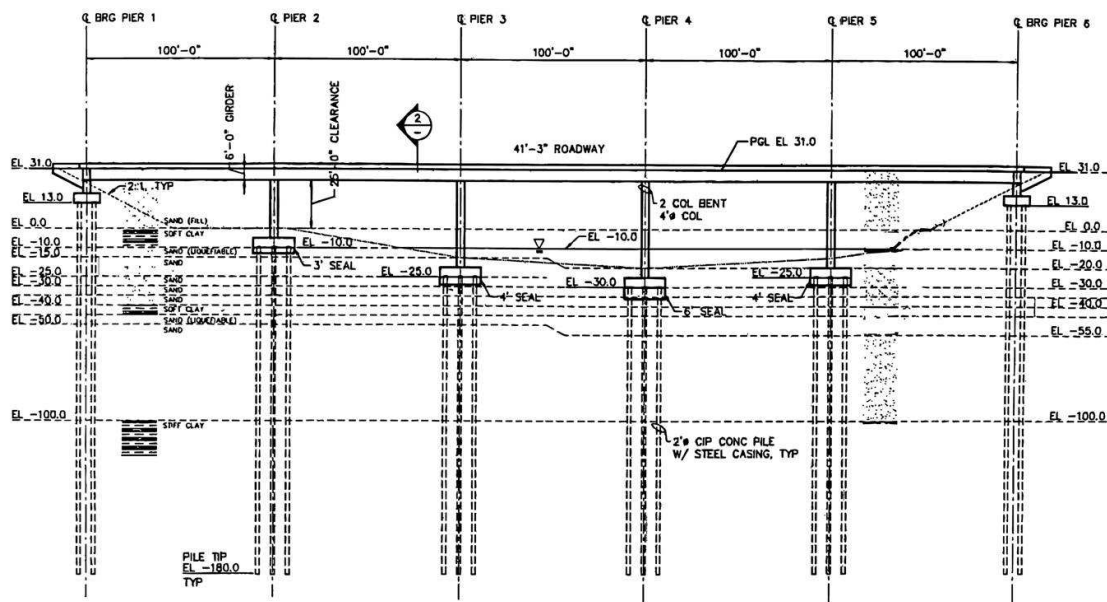 ℄ BRG PIER 1
℄ PIER 2
℄ PIER 3
℄ PIER 4
℄ PIER 5
℄ BRG PIER 6
100'-0"
100'-0"
100'-0"
100'-0"
100'-0"
6'-0" GIRDER
25'-0" CLEARANCE
2
-
41'-3" ROADWAY
PGL EL 31.0
EL 31.0
EL 31.0
2:1, TYP
2 COL BENT
4'ø COL
EL 13.0
EL 13.0
EL 0.0
SAND (FILL)
SOFT CLAY
EL 0.0
EL -10.0
EL -10.0
EL -10.0
EL -10.0
SAND (LIQUEFIABLE)
EL -15.0
SAND
3' SEAL
EL -20.0
EL -25.0
EL -25.0
EL -25.0
SAND
EL -30.0
EL -30.0
EL -30.0
SAND
4' SEAL
4' SEAL
6' SEAL
EL -40.0
SAND
EL -40.0
SOFT CLAY
SAND (LIQUEFIABLE)
EL -50.0
SAND
EL -55.0
EL -100.0
STIFF CLAY
EL -100.0
2'ø CIP CONC PILE
W/ STEEL CASING, TYP
PILE TIP
EL -180.0
TYP